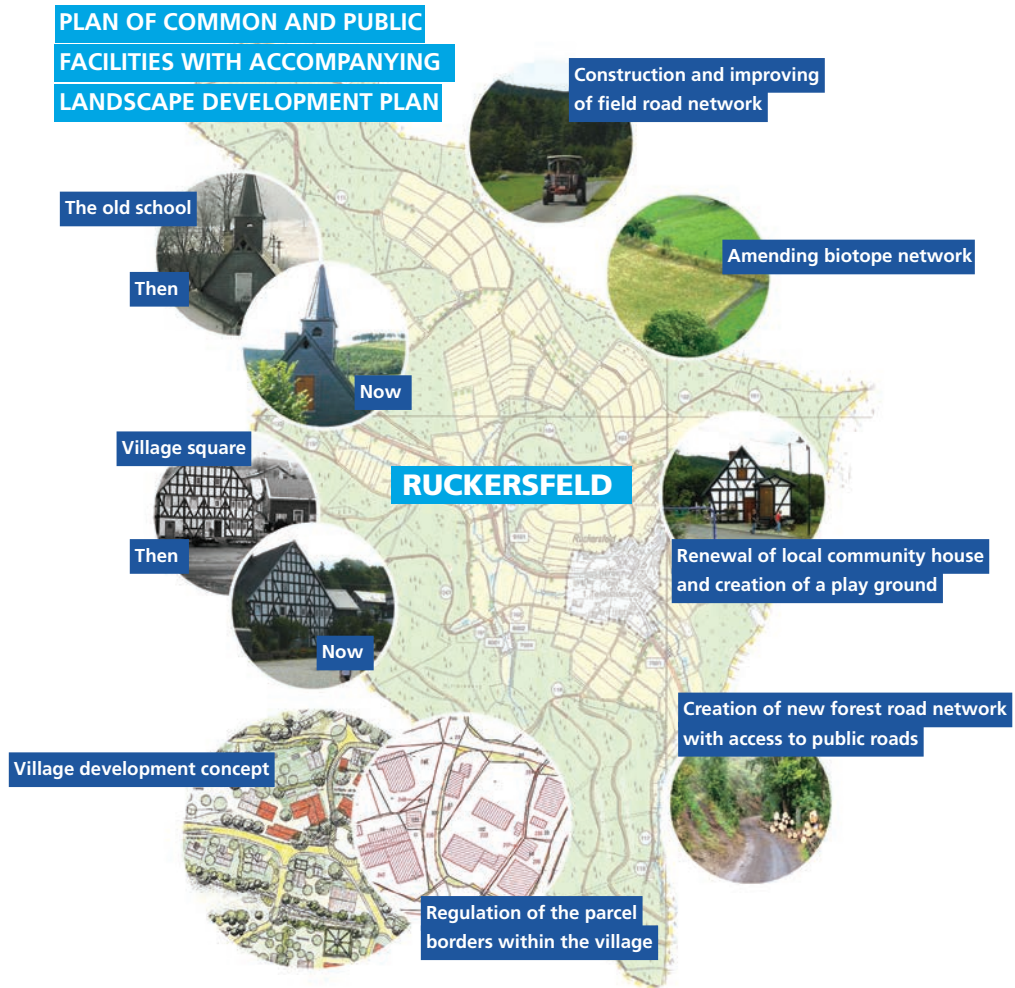 PLAN OF COMMON AND PUBLIC
FACILITIES WITH ACCOMPANYING
LANDSCAPE DEVELOPMENT PLAN
Construction and improving
of field road network
The old school
Then
Now
Amending biotope network
Village square
Then
Now
RUCKERSFELD
Ruckersfeld
Renewal of local community house
and creation of a play ground
Creation of new forest road network
with access to public roads
Village development concept
Regulation of the parcel
borders within the village